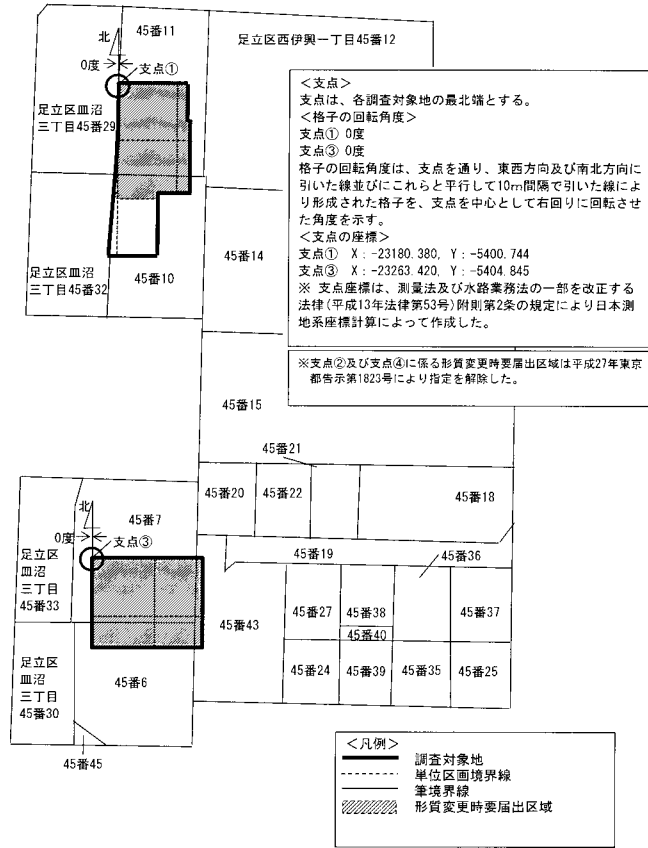 北
45番11
足立区西伊興一丁目45番12
0度
支点①
足立区皿沼
三丁目45番29
<支点>
支点は、各調査対象地の最北端とする。
<格子の回転角度>
支点① 0度
支点③ 0度
格子の回転角度は、支点を通り、東西方向及び南北方向に
引いた線並びにこれらと平行して10m間隔で引いた線によ
り形成された格子を、支点を中心として右回りに回転させ
た角度を示す。
<支点の座標>
支点① X:-23180.380, Y:-5400.744
支点③ X:-23263.420, Y:-5404.845
※ 支点座標は、測量法及び水路業務法の一部を改正する
法律(平成13年法律第53号)附則第2条の規定により日本測
地系座標計算によって作成した。
※支点②及び支点④に係る形質変更時要届出区域は平成27年東京
都告示第1823号により指定を解除した。
45番14
足立区皿沼
三丁目45番32
45番10
45番15
45番21
45番20
45番22
45番18
北
45番7
0度
支点③
45番19
45番36
足立区
皿沼
三丁目
45番33
45番43
45番27
45番38
45番37
45番40
45番24
45番39
45番35
45番25
足立区
皿沼
三丁目
45番30
45番6
45番45
<凡例>
調査対象地
単位区画境界線
筆境界線
形質変更時要届出区域